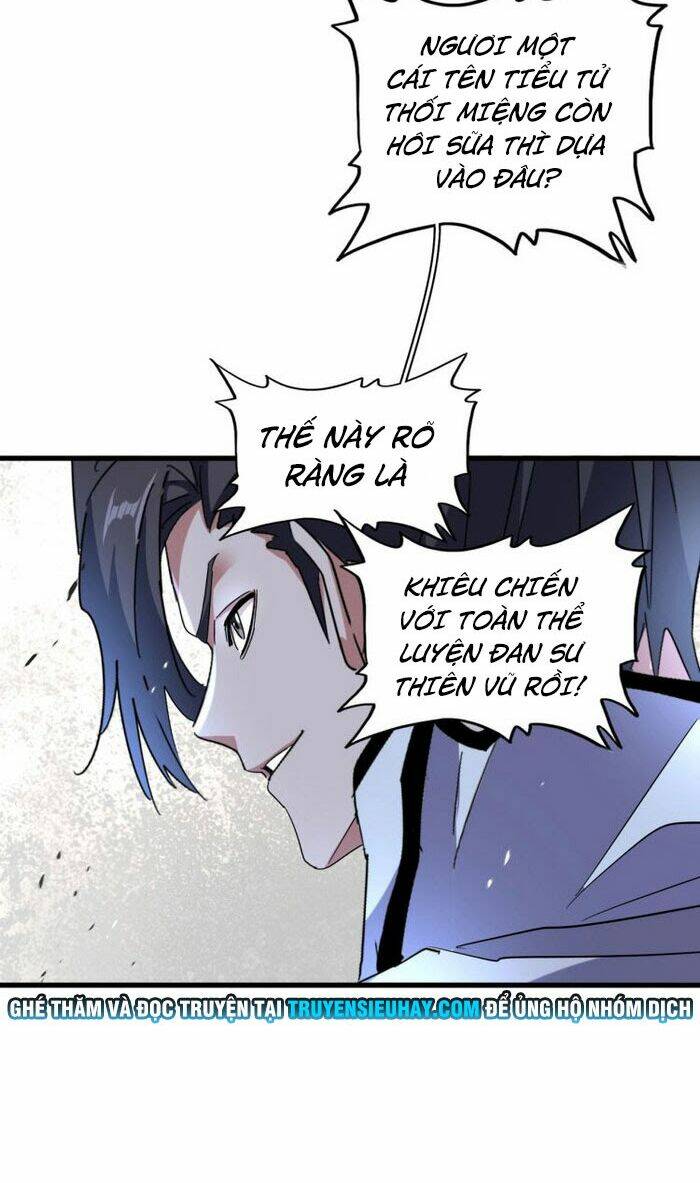 NGƯƠI MỘT
CÁI TÊN TIỂU TỬ
THỐI MIỆNG CÒN
HÔI SỮA THÌ DỰA
VÀO ĐÂU?
THẾ NÀY RÕ
RÀNG LÀ
KHIÊU CHIẾN
VỚI TOÀN THỂ
LUYỆN ĐAN SƯ
THIÊN VŨ RỒI!
GHÉ THĂM VÀ ĐỌC TRUYỆN TẠI TRUYENSIEUHAY.COM ĐỂ ỦNG HỘ NHÓM DỊCH